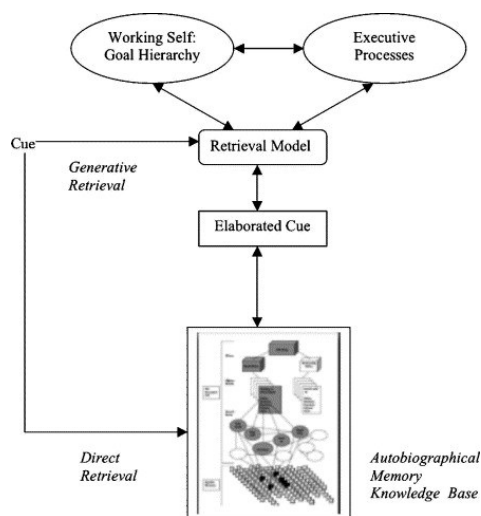 Working Self:
Goal Hierarchy
Executive
Processes
Cue
Retrieval Model
Generative
Retrieval
Elaborated Cue
Direct
Retrieval
Autobiographical
Memory
Knowledge Base